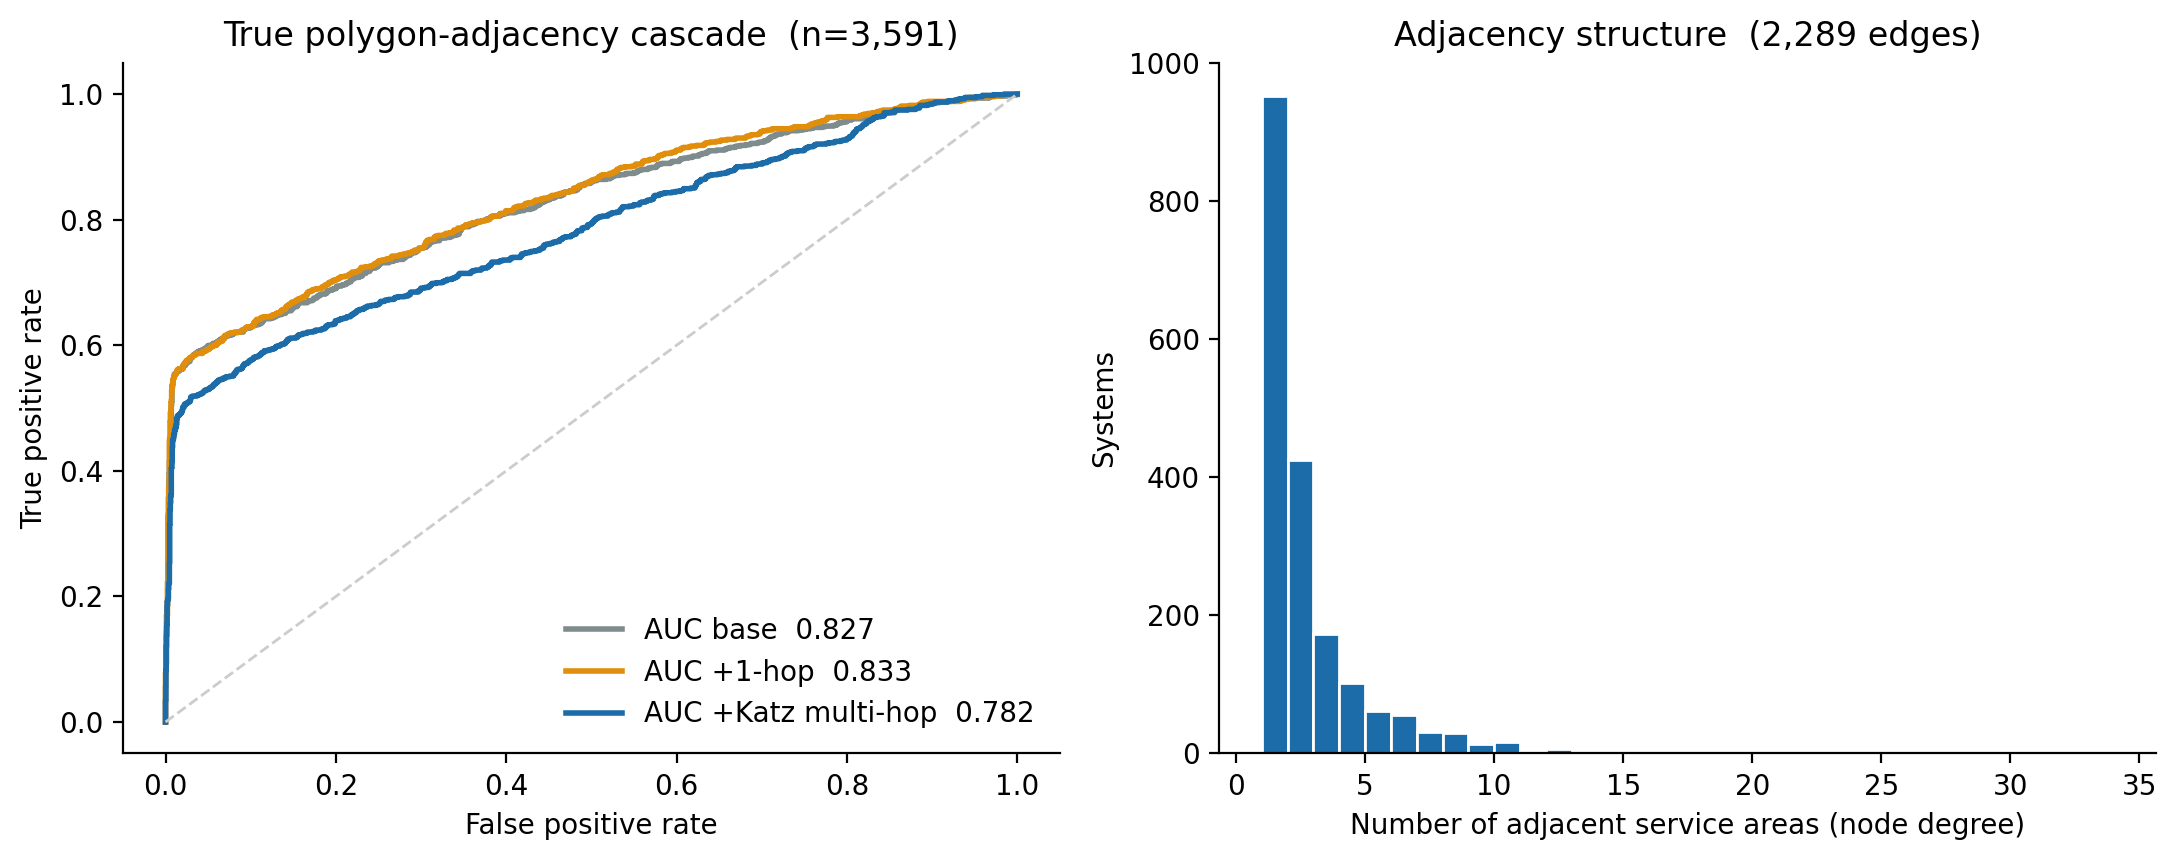 True polygon-adjacency cascade (n=3,591)
1.0
0.8
0.6
0.4
0.2
0.0
True positive rate
AUC base 0.827
AUC +1-hop 0.833
AUC +Katz multi-hop 0.782
0.0 0.2 0.4 0.6 0.8 1.0
False positive rate
Adjacency structure (2,289 edges)
1000
800
600
400
200
0
Systems
0 5 10 15 20 25 30 35
Number of adjacent service areas (node degree)